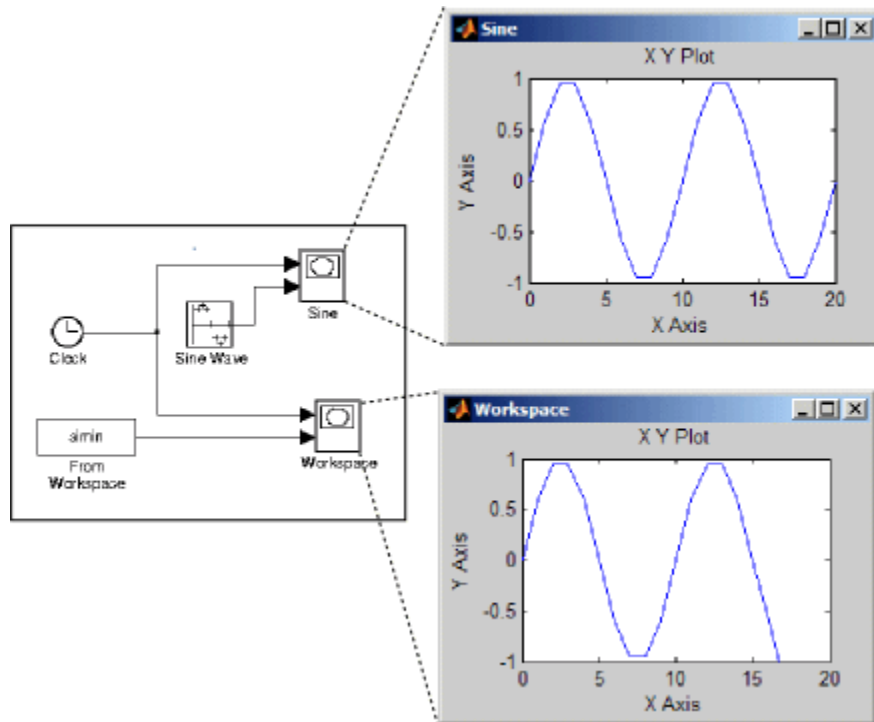 Sine
X Y Plot
1
0.5
0
-0.5
-1
Y Axis
0 5 10 15 20
X Axis
Clock
Sine Wave
Sine
simin
From
Workspace
Workspace
Workspace
X Y Plot
1
0.5
0
-0.5
-1
Y Axis
0 5 10 15 20
X Axis